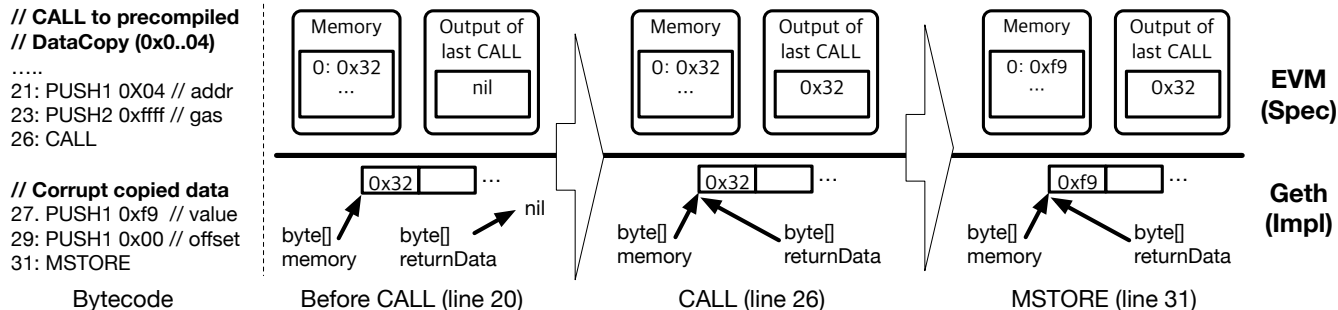 // CALL to precompiled
// DataCopy (0x0..04)
.....
21: PUSH1 0X04 // addr
23: PUSH2 0xffff // gas
26: CALL
// Corrupt copied data
27. PUSH1 0xf9 // value
29: PUSH1 0x00 // offset
31: MSTORE
Bytecode
Memory
0: 0x32
...
Output of
last CALL
nil
Memory
0: 0x32
...
Output of
last CALL
0x32
Memory
0: 0xf9
...
Output of
last CALL
0x32
EVM
(Spec)
0x32
...
nil
byte[]
memory
byte[]
returnData
Before CALL (line 20)
0x32
...
byte[]
memory
byte[]
returnData
CALL (line 26)
0xf9
...
byte[]
memory
byte[]
returnData
MSTORE (line 31)
Geth
(Impl)